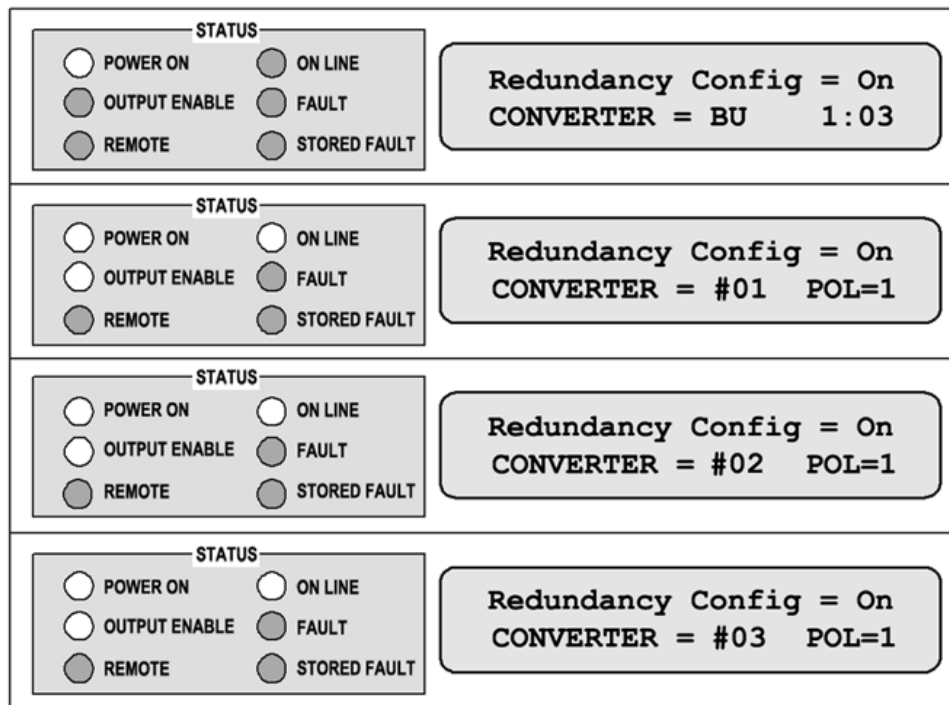 STATUS
POWER ON
ON LINE
OUTPUT ENABLE
FAULT
REMOTE
STORED FAULT
Redundancy Config = On
CONVERTER = BU 1:03
STATUS
POWER ON
ON LINE
OUTPUT ENABLE
FAULT
REMOTE
STORED FAULT
Redundancy Config = On
CONVERTER = #01 POL=1
STATUS
POWER ON
ON LINE
OUTPUT ENABLE
FAULT
REMOTE
STORED FAULT
Redundancy Config = On
CONVERTER = #02 POL=1
STATUS
POWER ON
ON LINE
OUTPUT ENABLE
FAULT
REMOTE
STORED FAULT
Redundancy Config = On
CONVERTER = #03 POL=1